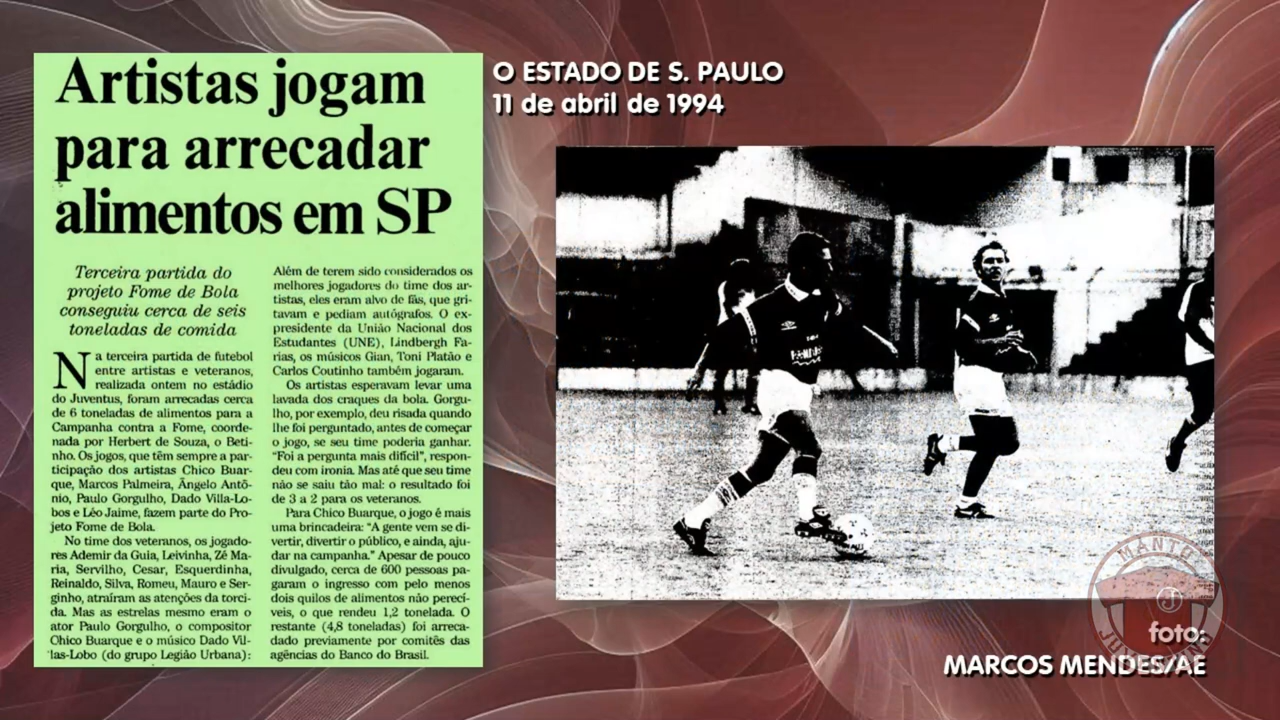 Artistas jogam
para arrecadar
alimentos em SP
Terceira partida do
projeto Fome de Bola
conseguiu cerca de seis
toneladas de comida
Na terceira partida de futebol
entre artistas e veteranos,
realizada ontem no estádio
do Juventus, foram arrecadas cerca
de 6 toneladas de alimentos para a
Campanha contra a Fome, coorde-
nada por Herbert de Souza, o Beti-
nho. Os jogos, que têm sempre a par-
ticipação dos artistas Chico Buar-
que, Marcos Palmeira, Ângelo Antô-
nio, Paulo Gorgulho, Dado Villa-Lo-
bos e Léo Jaime, fazem parte do Pro-
jeto Fome de Bola.
No time dos veteranos, os jogado-
res Ademir da Guia, Leivinha, Zé Ma-
ria, Servilho, Cesar, Esquerdinha,
Reinaldo, Silva, Romeu, Mauro e Ser-
ginho, atraíram as atenções da torci-
da. Mas as estrelas mesmo eram o
ator Paulo Gorgulho, o compositor
Chico Buarque e o músico Dado Vil-
las-Lobo (do grupo Legião Urbana):
Além de terem sido considerados os
melhores jogadores do time dos ar-
tistas, eles eram alvo de fãs, que gri-
tavam e pediam autógrafos. O ex-
presidente da União Nacional dos
Estudantes (UNE), Lindbergh Fa-
rias, os músicos Gian, Toni Platão e
Carlos Coutinho também jogaram.
Os artistas esperavam levar uma
lavada dos craques da bola. Gorgu-
lho, por exemplo, deu risada quando
lhe foi perguntado, antes de começar
o jogo, se seu time poderia ganhar.
"Foi a pergunta mais difícil", respon-
deu com ironia. Mas até que seu time
não se saiu tão mal: o resultado foi
de 3 a 2 para os veteranos.
Para Chico Buarque, o jogo é mais
uma brincadeira: "A gente vem se di-
vertir, divertir o público, e ainda, aju-
dar na campanha." Apesar de pouco
divulgado, cerca de 600 pessoas pa-
garam o ingresso com pelo menos
dois quilos de alimentos não perecí-
veis, o que rendeu 1,2 tonelada. O
restante (4,8 toneladas) foi arreca-
dado previamente por comitês das
agências do Banco do Brasil.
O ESTADO DE S. PAULO
11 de abril de 1994
MANTO
J
foto:
MARCOS MENDES/AE